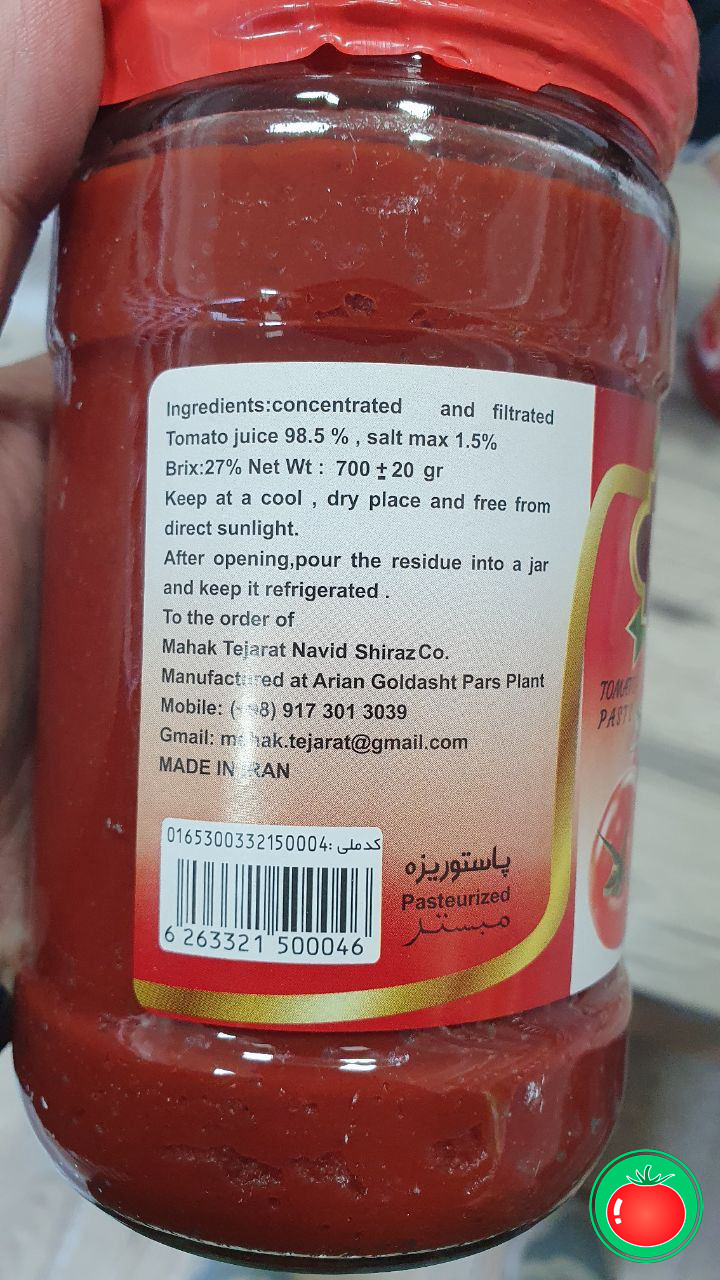 Ingredients:concentrated and filtrated
Tomato juice 98.5 % , salt max 1.5%
Brix:27% Net Wt : 700 ± 20 gr
Keep at a cool , dry place and free from
direct sunlight.
After opening,pour the residue into a jar
and keep it refrigerated .
To the order of
Mahak Tejarat Navid Shiraz Co.
Manufactured at Arian Goldasht Pars Plant
Mobile: (+98) 917 301 3039
Gmail: mahak.tejarat@gmail.com
MADE IN IRAN
کدملی :0165300332150004
6 263321 500046
پاستوریزه
Pasteurized
مبستر
PAST